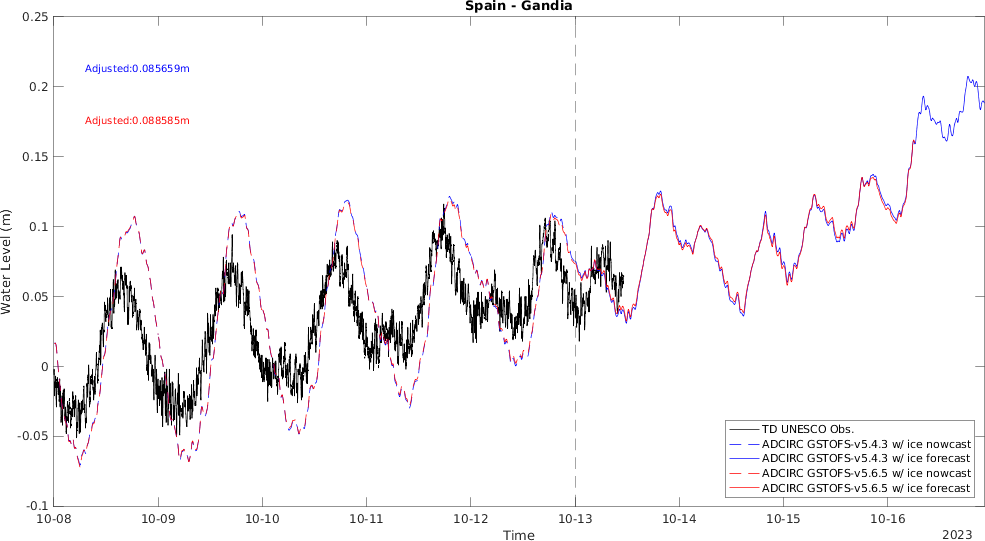 Spain - Gandia
0.25
0.2
0.15
0.1
0.05
0
-0.05
-0.1
Water Level (m)
Adjusted:0.085659m
Adjusted:0.088585m
TD UNESCO Obs.
ADCIRC GSTOFS-v5.4.3 w/ ice nowcast
ADCIRC GSTOFS-v5.4.3 w/ ice forecast
ADCIRC GSTOFS-v5.6.5 w/ ice nowcast
ADCIRC GSTOFS-v5.6.5 w/ ice forecast
10-08 10-09 10-10 10-11 10-12 10-13 10-14 10-15 10-16
Time
2023